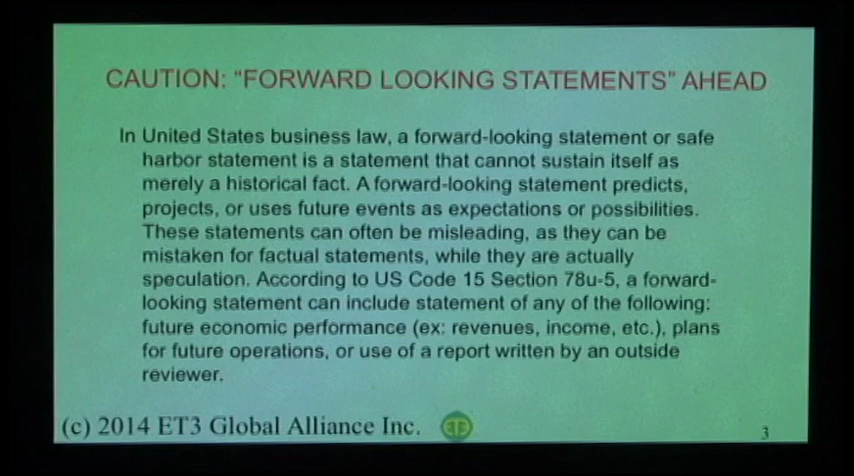 CAUTION: "FORWARD LOOKING STATEMENTS" AHEAD
In United States business law, a forward-looking statement or safe
harbor statement is a statement that cannot sustain itself as
merely a historical fact. A forward-looking statement predicts,
projects, or uses future events as expectations or possibilities.
These statements can often be misleading, as they can be
mistaken for factual statements, while they are actually
speculation. According to US Code 15 Section 78u-5, a forward-
looking statement can include statement of any of the following:
future economic performance (ex: revenues, income, etc.), plans
for future operations, or use of a report written by an outside
reviewer.
(c) 2014 ET3 Global Alliance Inc. ET3 3